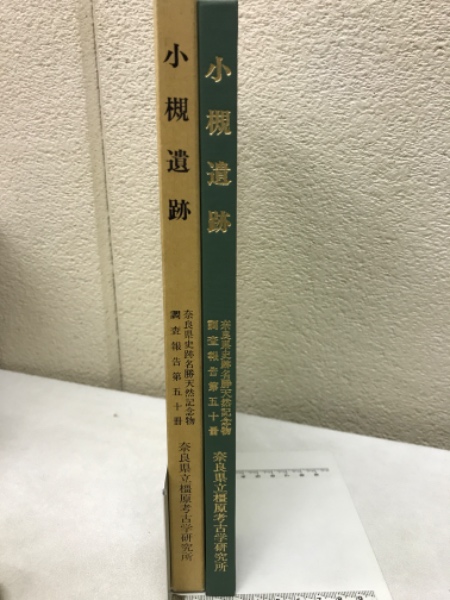 小槻遺跡
奈良県史跡名勝天然記念物
調査報告第五十冊
奈良県立橿原考古学研究所
小槻遺跡
奈良県史跡名勝天然記念物
調査報告第五十冊
奈良県立橿原考古学研究所